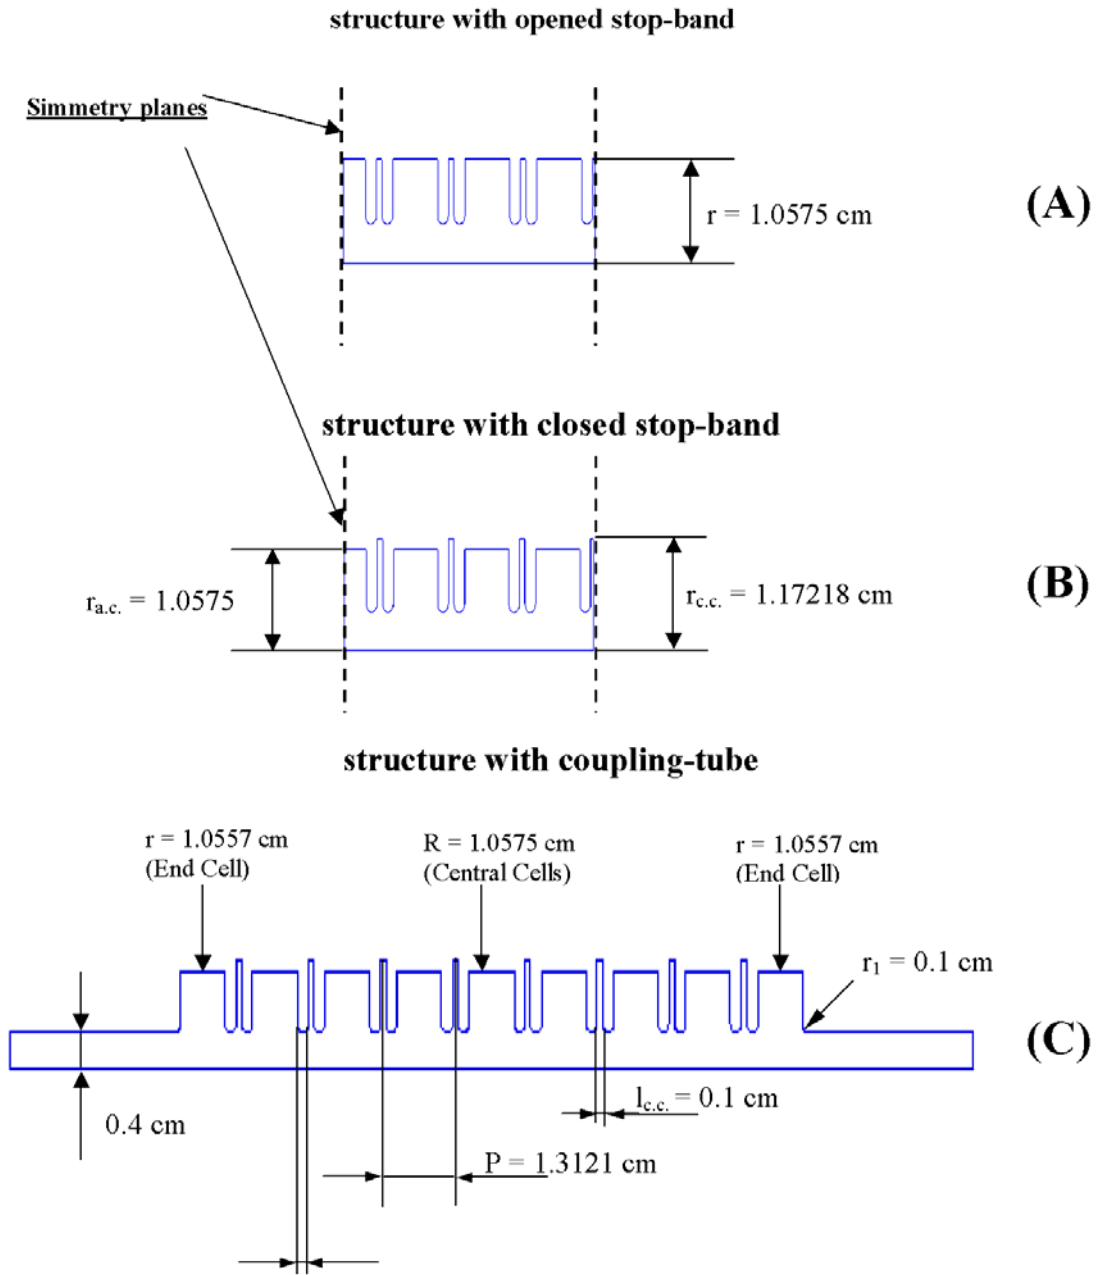 structure with opened stop-band
Simmetry planes
r = 1.0575 cm
(A)
structure with closed stop-band
ra.c. = 1.0575
rc.c. = 1.17218 cm
(B)
structure with coupling-tube
r = 1.0557 cm
(End Cell)
R = 1.0575 cm
(Central Cells)
r = 1.0557 cm
(End Cell)
r1 = 0.1 cm
(C)
0.4 cm
lc.c. = 0.1 cm
P = 1.3121 cm